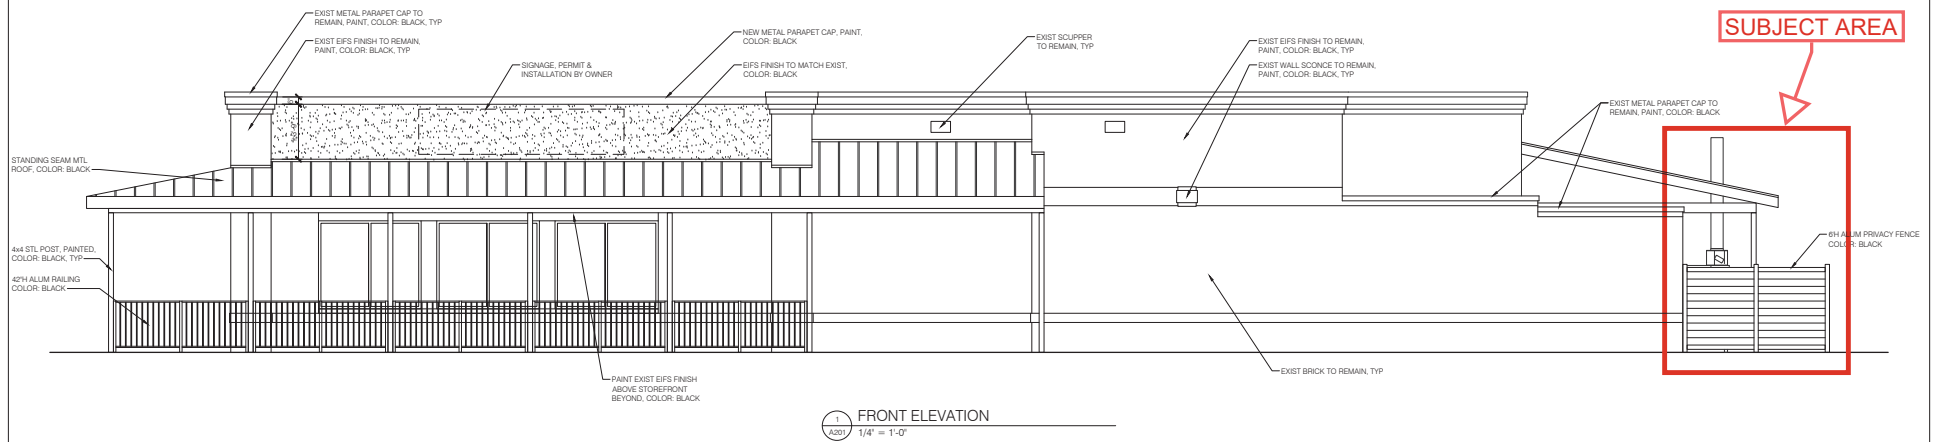 EXIST METAL PARAPET CAP TO
REMAIN, PAINT, COLOR: BLACK, TYP
EXIST EIFS FINISH TO REMAIN,
PAINT, COLOR: BLACK, TYP
SIGNAGE, PERMIT &
INSTALLATION BY OWNER
NEW METAL PARAPET CAP, PAINT,
COLOR: BLACK
EIFS FINISH TO MATCH EXIST,
COLOR: BLACK
EXIST SCUPPER
TO REMAIN, TYP
EXIST EIFS FINISH TO REMAIN,
PAINT, COLOR: BLACK, TYP
EXIST WALL SCONCE TO REMAIN,
PAINT, COLOR: BLACK, TYP
SUBJECT AREA
EXIST METAL PARAPET CAP TO
REMAIN, PAINT, COLOR: BLACK
STANDING SEAM MTL
ROOF, COLOR: BLACK
4x4 STL POST, PAINTED,
COLOR: BLACK, TYP
42"H ALUM RAILING
COLOR: BLACK
6'H ALUM PRIVACY FENCE
COLOR: BLACK
PAINT EXIST EIFS FINISH
ABOVE STOREFRONT
BEYOND, COLOR: BLACK
EXIST BRICK TO REMAIN, TYP
1
A201
FRONT ELEVATION
1/4" = 1'-0"